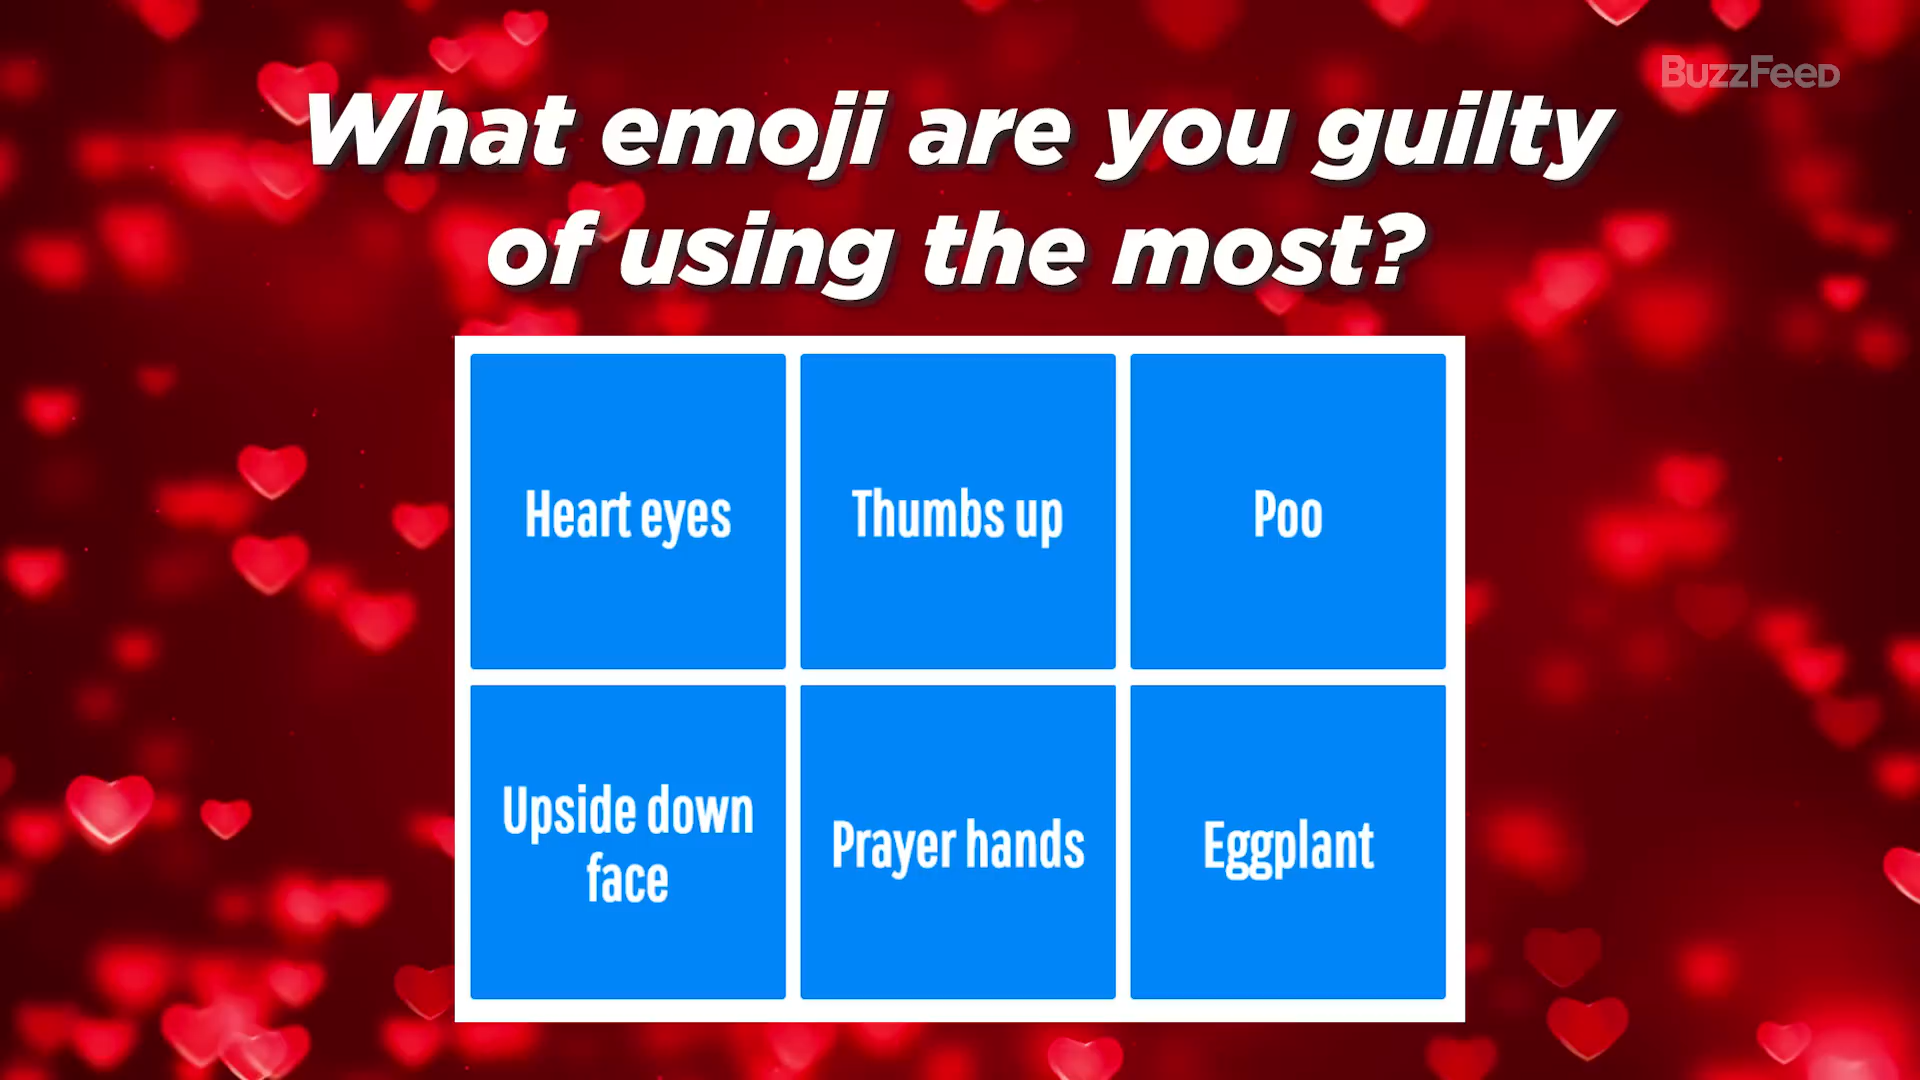 BuzzFeed
What emoji are you guilty
of using the most?
Heart eyes
Thumbs up
Poo
Upside down
face
Prayer hands
Eggplant